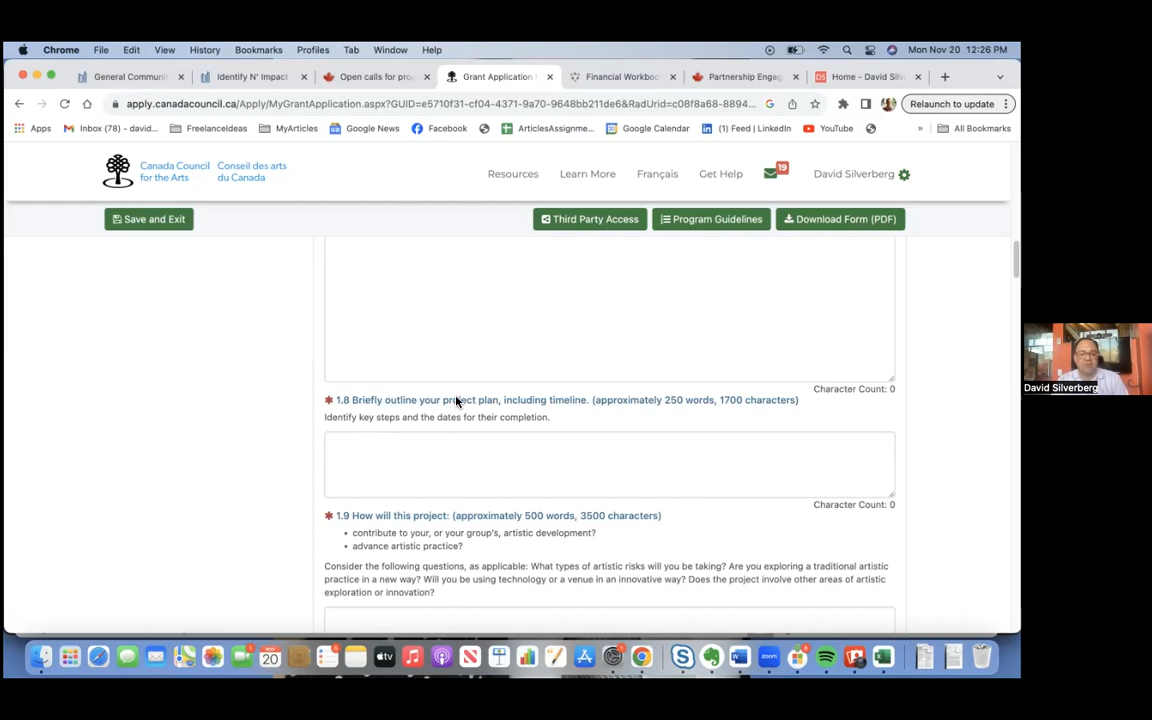 Chrome File Edit View History Bookmarks Profiles Tab Window Help Mon Nov 20 12:26 PM
General Commun Identify N' Impact Open calls for pro Grant Application Financial Workboo Partnership Engag Home - David Silv
apply.canadacouncil.ca/Apply/MyGrantApplication.aspx?GUID=e5710f31-cf04-4371-9a70-9648bb211de6&RadUrid=c08f8a68-8894... Relaunch to update
Apps Inbox (78) - david... FreelanceIdeas MyArticles Google News Facebook ArticlesAssignme... Google Calendar (1) Feed | LinkedIn YouTube » All Bookmarks
Canada Council for the Arts
Conseil des arts du Canada
Resources Learn More Français Get Help 19 David Silverberg
Save and Exit Third Party Access Program Guidelines Download Form (PDF)
Character Count: 0
✱ 1.8 Briefly outline your project plan, including timeline. (approximately 250 words, 1700 characters)
Identify key steps and the dates for their completion.
Character Count: 0
✱ 1.9 How will this project: (approximately 500 words, 3500 characters)
• contribute to your, or your group's, artistic development?
• advance artistic practice?
Consider the following questions, as applicable: What types of artistic risks will you be taking? Are you exploring a traditional artistic
practice in a new way? Will you be using technology or a venue in an innovative way? Does the project involve other areas of artistic
exploration or innovation?
David Silverberg
NOV
20
tv